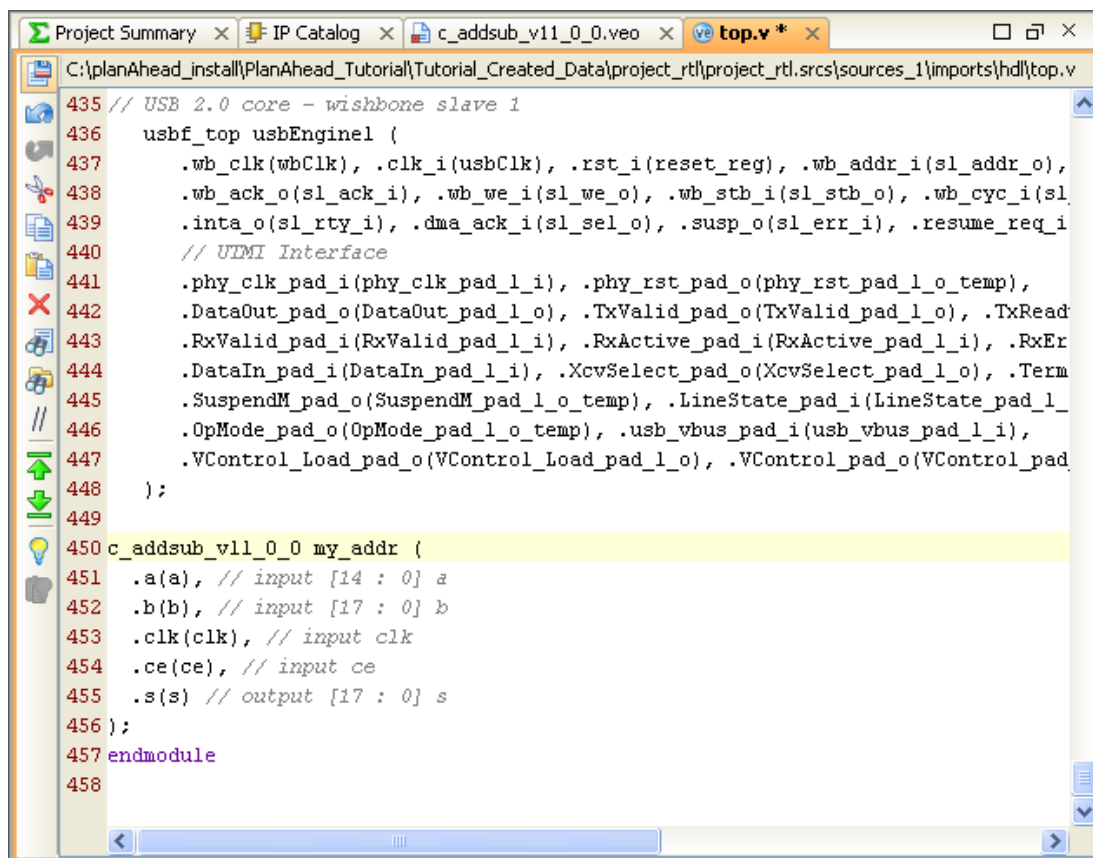 Project Summary
IP Catalog
c_addsub_v11_0_0.veo
top.v *
C:\planAhead_install\PlanAhead_Tutorial\Tutorial_Created_Data\project_rtl\project_rtl.srcs\sources_1\imports\hdl\top.v
435 // USB 2.0 core - wishbone slave 1
436 usbf_top usbEngine1 (
437 .wb_clk(wbClk), .clk_i(usbClk), .rst_i(reset_reg), .wb_addr_i(sl_addr_o),
438 .wb_ack_o(sl_ack_i), .wb_we_i(sl_we_o), .wb_stb_i(sl_stb_o), .wb_cyc_i(sl_
439 .inta_o(sl_rty_i), .dma_ack_i(sl_sel_o), .susp_o(sl_err_i), .resume_req_i
440 // UTMI Interface
441 .phy_clk_pad_i(phy_clk_pad_1_i), .phy_rst_pad_o(phy_rst_pad_1_o_temp),
442 .DataOut_pad_o(DataOut_pad_1_o), .TxValid_pad_o(TxValid_pad_1_o), .TxRead
443 .RxValid_pad_i(RxValid_pad_1_i), .RxActive_pad_i(RxActive_pad_1_i), .RxEr
444 .DataIn_pad_i(DataIn_pad_1_i), .XcvSelect_pad_o(XcvSelect_pad_1_o), .Term
445 .SuspendM_pad_o(SuspendM_pad_1_o_temp), .LineState_pad_i(LineState_pad_1_
446 .OpMode_pad_o(OpMode_pad_1_o_temp), .usb_vbus_pad_i(usb_vbus_pad_1_i),
447 .VControl_Load_pad_o(VControl_Load_pad_1_o), .VControl_pad_o(VControl_pad_
448 );
449
450 c_addsub_v11_0_0 my_addr (
451 .a(a), // input [14 : 0] a
452 .b(b), // input [17 : 0] b
453 .clk(clk), // input clk
454 .ce(ce), // input ce
455 .s(s) // output [17 : 0] s
456 );
457 endmodule
458